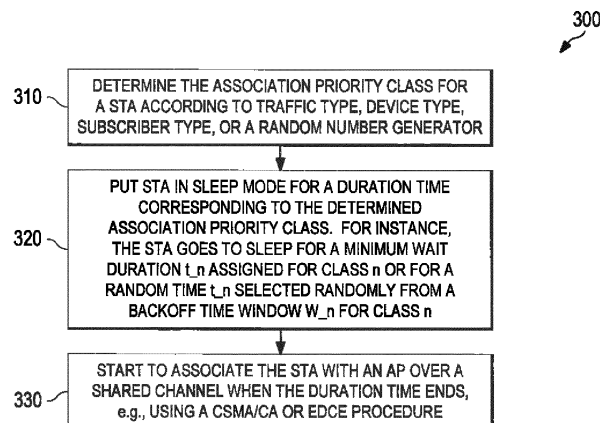 300
310
DETERMINE THE ASSOCIATION PRIORITY CLASS FOR
A STA ACCORDING TO TRAFFIC TYPE, DEVICE TYPE,
SUBSCRIBER TYPE, OR A RANDOM NUMBER GENERATOR
320
PUT STA IN SLEEP MODE FOR A DURATION TIME
CORRESPONDING TO THE DETERMINED
ASSOCIATION PRIORITY CLASS. FOR INSTANCE,
THE STA GOES TO SLEEP FOR A MINIMUM WAIT
DURATION t_n ASSIGNED FOR CLASS n OR FOR A
RANDOM TIME t_n SELECTED RANDOMLY FROM A
BACKOFF TIME WINDOW W_n FOR CLASS n
330
START TO ASSOCIATE THE STA WITH AN AP OVER A
SHARED CHANNEL WHEN THE DURATION TIME ENDS,
e.g., USING A CSMA/CA OR EDCE PROCEDURE